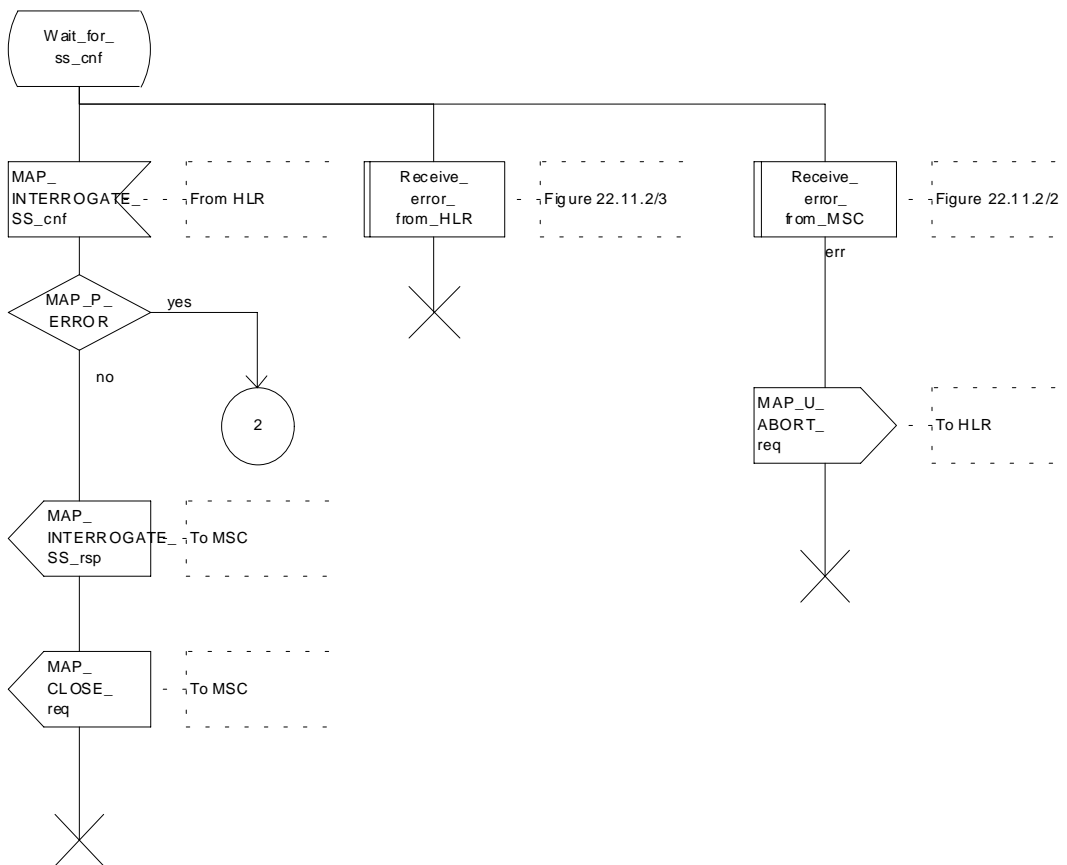 Wait_for_
ss_cnf
MAP_
INTERROGATE_
SS_cnf
From HLR
Receive_
error_
from_HLR
Figure 22.11.2/3
Receive_
error_
from_MSC
Figure 22.11.2/2
err
MAP_P_
ERROR
yes
no
2
MAP_U_
ABORT_
req
To HLR
MAP_
INTERROGATE_
SS_rsp
To MSC
MAP_
CLOSE_
req
To MSC